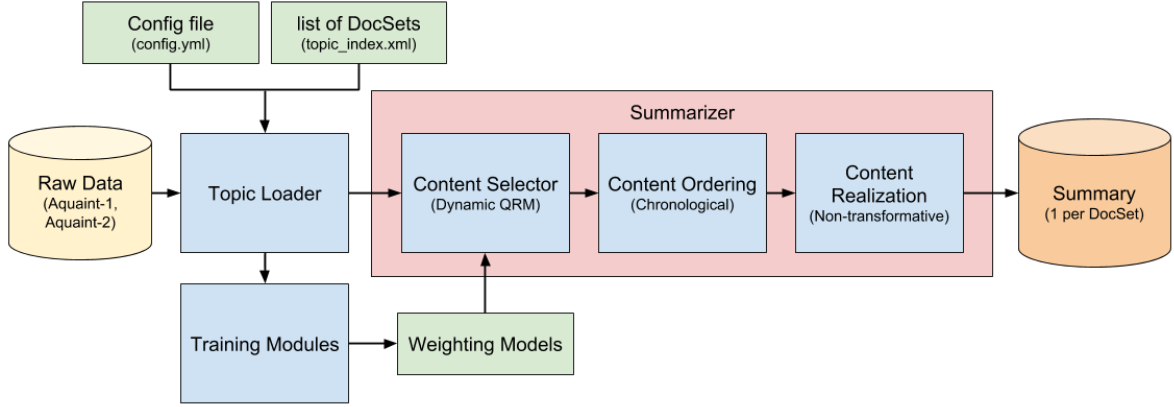 Config file
(config.yml)
list of DocSets
(topic_index.xml)
Summarizer
Raw Data
(Aquaint-1,
Aquaint-2)
Topic Loader
Content Selector
(Dynamic QRM)
Content Ordering
(Chronological)
Content
Realization
(Non-transformative)
Summary
(1 per DocSet)
Training Modules
Weighting Models